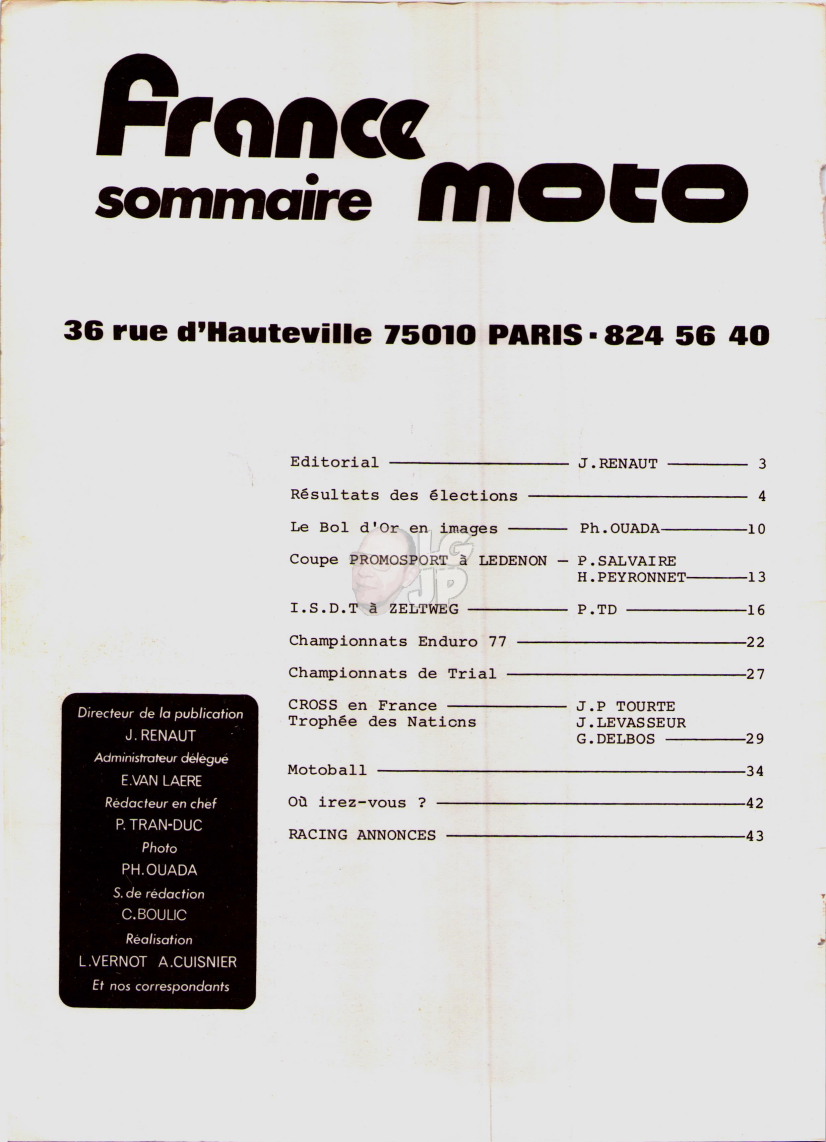 France
sommaire moto
36 rue d'Hauteville 75010 PARIS · 824 56 40
Editorial J.RENAUT 3
Résultats des élections 4
Le Bol d'Or en images Ph.OUADA 10
Coupe PROMOSPORT à LEDENON P.SALVAIRE
H.PEYRONNET 13
I.S.D.T à ZELTWEG P.TD 16
Championnats Enduro 77 22
Championnats de Trial 27
CROSS en France J.P TOURTE
Trophée des Nations J.LEVASSEUR
G.DELBOS 29
Motoball 34
Où irez-vous ? 42
RACING ANNONCES 43
Directeur de la publication
J. RENAUT
Administrateur délégué
E.VAN LAERE
Rédacteur en chef
P. TRAN-DUC
Photo
PH.OUADA
S. de rédaction
C.BOULIC
Réalisation
L.VERNOT A.CUISNIER
Et nos correspondants
LG
JP